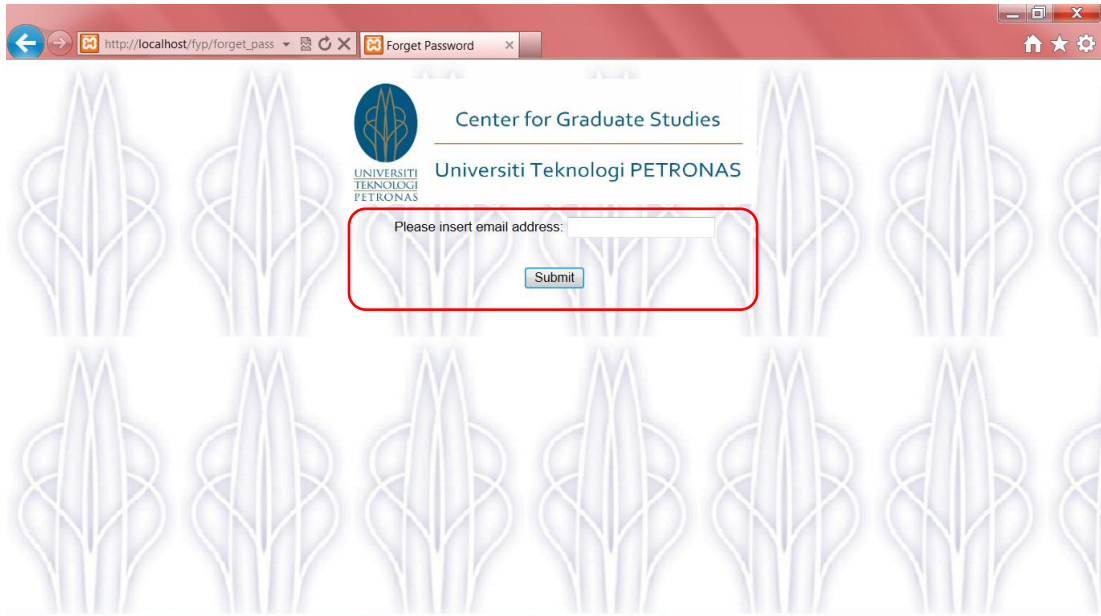 http://localhost/fyp/forget_pass
Forget Password
Center for Graduate Studies
Universiti Teknologi PETRONAS
UNIVERSITI
TEKNOLOGI
PETRONAS
Please insert email address:
Submit